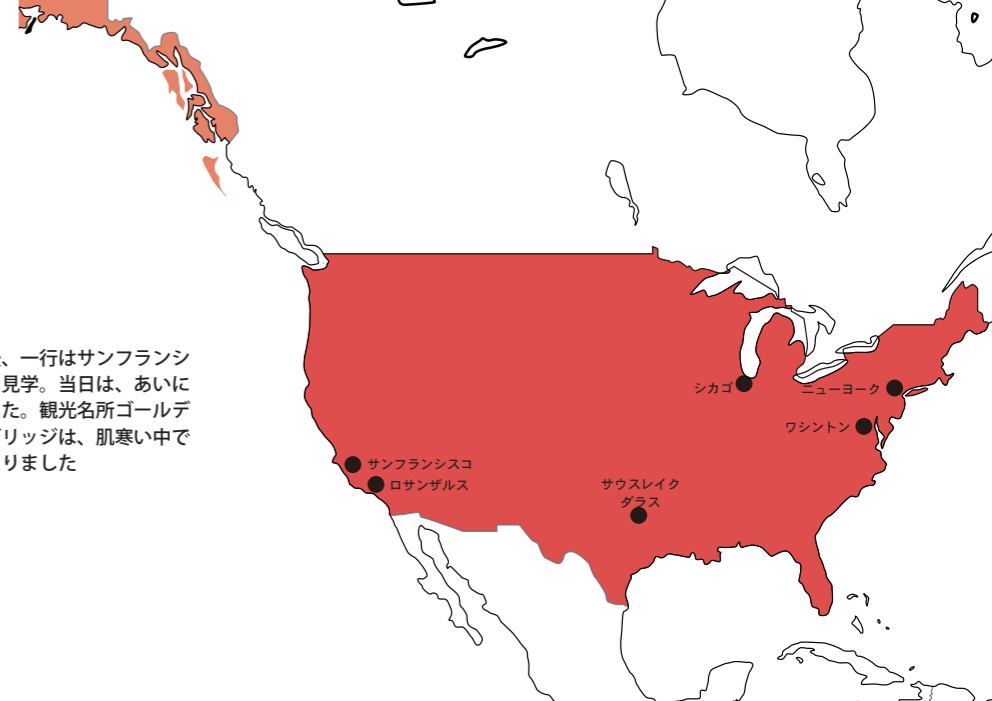 、一行はサンフランシ
見学。当日は、あいに
た。観光名所ゴールデ
リッジは、肌寒い中で
りました
シカゴ
ニューヨーク
ワシントン
サンフランシスコ
ロサンザルス
サウスレイク
ダラス